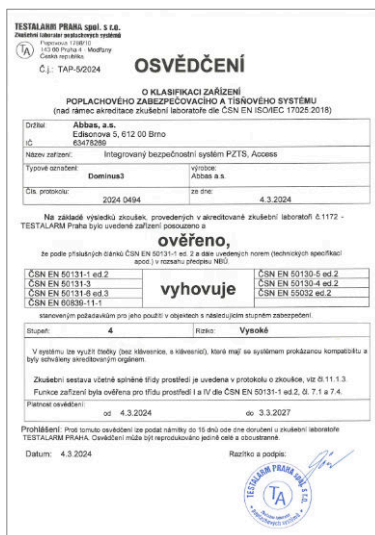 TESTALARM PRAHA spol. s r.o.
Zkušební laboratoř poplachových systémů
TA
143 00 Praha 4 - Modřany
Česká republika
Č.j.: TAP-5/2024
OSVĚDČENÍ
O KLASIFIKACI ZAŘÍZENÍ
POPLACHOVÉHO ZABEZPEČOVACÍHO A TÍSŇOVÉHO SYSTÉMU
(nad rámec akreditace zkušební laboratoře dle ČSN EN ISO/IEC 17025:2018)
Držitel: Abbas, a.s.
Edisonova 5, 612 00 Brno
IČ 63478269
Název zařízení: Integrovaný bezpečnostní systém PZTS, Access
Typové označení: výrobce:
Dominus3 Abbas a.s.
Čís. protokolu: ze dne:
2024 0494 4.3.2024
Na základě výsledků zkoušek, provedených v akreditované zkušební laboratoři č.1172 -
TESTALARM Praha bylo uvedené zařízení posouzeno a
ověřeno,
že podle příslušných článků ČSN EN 50131-1 ed.2 a dále uvedených norem (technických specifikací
apod.) v rozsahu předpisu NBÚ
ČSN EN 50131-1 ed.2 ČSN EN 50130-5 ed.2
ČSN EN 50131-3 vyhovuje ČSN EN 50130-4 ed.2
ČSN EN 50131-6 ed.3 ČSN EN 55032 ed.2
ČSN EN 60839-11-1
stanoveným požadavkům pro jeho použití v objektech s následujícím stupněm zabezpečení.
Stupeň: 4 Riziko: Vysoké
V systému lze využít čtečky (bez klávesnice, s klávesnicí), které mají se systémem prokázanou kompatibilitu a
byly schváleny akreditovaným orgánem.
Zkušební sestava včetně splněné třídy prostředí je uvedena v protokolu o zkoušce, viz čl.11.1.3.
Funkce zařízení byla ověřena pro třídu prostředí I a IV dle ČSN EN 50131-1 ed.2, čl. 7.1 a 7.4.
Platnost osvědčení:
od 4.3.2024 do 3.3.2027
Prohlášení: Proti tomuto osvědčení lze podat námitky do 15 dnů ode dne doručení u zkušební laboratoře
TESTALARM PRAHA. Osvědčení může být reprodukováno jedině celé a oboustranně.
Datum: 4.3.2024 Razítko a podpis:
TESTALARM PRAHA spol. s r.o.
TA
poplachových systémů